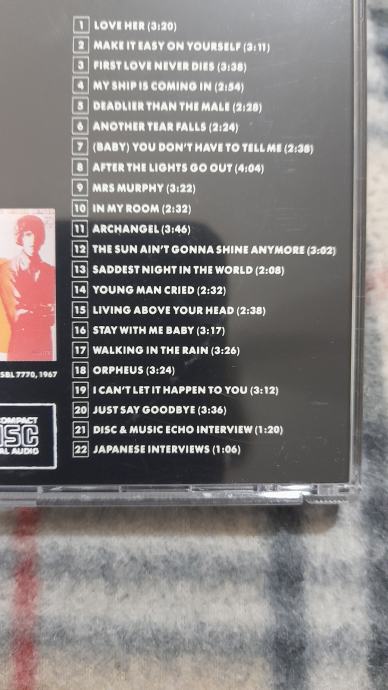 1 LOVE HER (3:20)
2 MAKE IT EASY ON YOURSELF (3:11)
3 FIRST LOVE NEVER DIES (3:38)
4 MY SHIP IS COMING IN (2:54)
5 DEADLIER THAN THE MALE (2:28)
6 ANOTHER TEAR FALLS (2:24)
7 (BABY) YOU DON'T HAVE TO TELL ME (2:38)
8 AFTER THE LIGHTS GO OUT (4:04)
9 MRS MURPHY (3:22)
10 IN MY ROOM (2:32)
11 ARCHANGEL (3:46)
12 THE SUN AIN'T GONNA SHINE ANYMORE (3:02)
13 SADDEST NIGHT IN THE WORLD (2:08)
14 YOUNG MAN CRIED (2:32)
15 LIVING ABOVE YOUR HEAD (2:38)
16 STAY WITH ME BABY (3:17)
17 WALKING IN THE RAIN (3:26)
SBL 7770, 1967
18 ORPHEUS (3:24)
19 I CAN'T LET IT HAPPEN TO YOU (3:12)
20 JUST SAY GOODBYE (3:36)
21 DISC & MUSIC ECHO INTERVIEW (1:20)
22 JAPANESE INTERVIEWS (1:06)
COMPACT
DISC
AL AUDIO